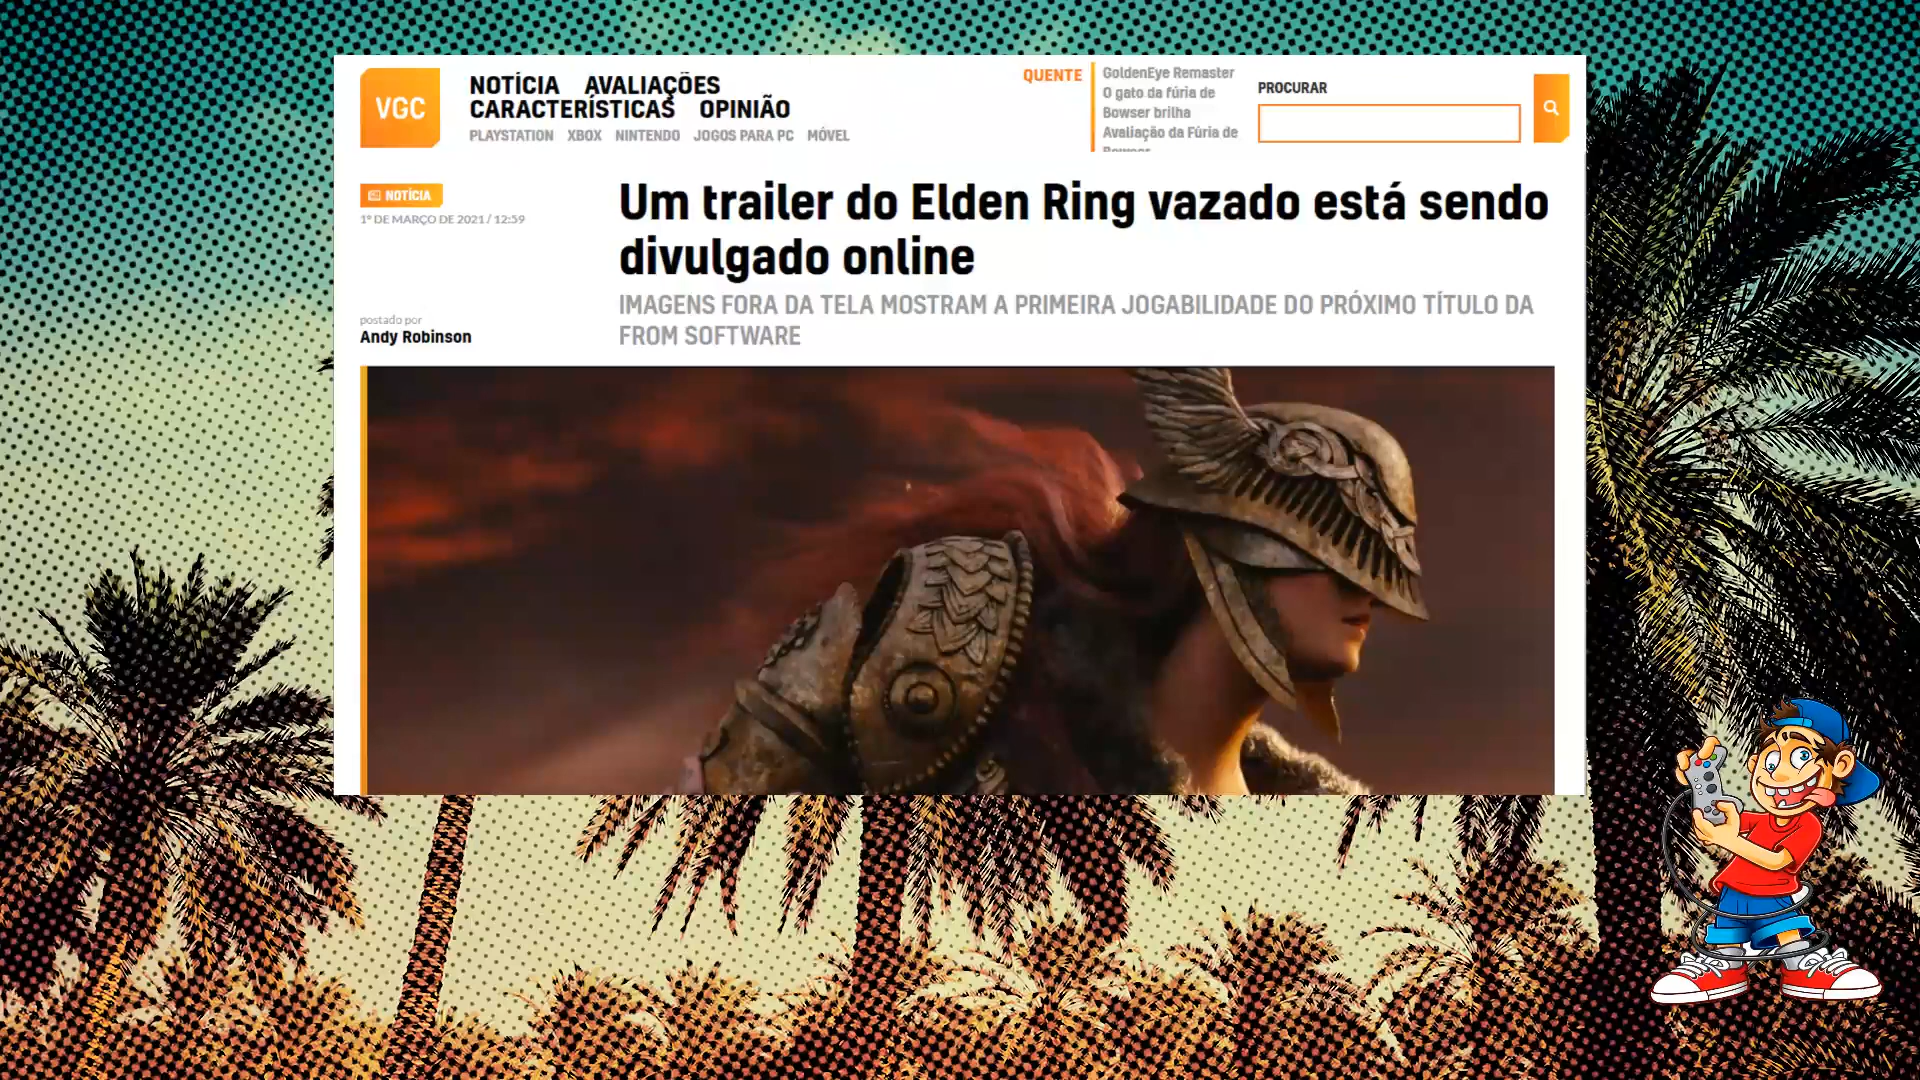 VGC
NOTÍCIA AVALIAÇÕES
CARACTERÍSTICAS OPINIÃO
PLAYSTATION XBOX NINTENDO JOGOS PARA PC MÓVEL
QUENTE
GoldenEye Remaster
O gato da fúria de
Bowser brilha
Avaliação da Fúria de
Bowser
PROCURAR
NOTÍCIA
1º DE MARÇO DE 2021 / 12:59
Um trailer do Elden Ring vazado está sendo
divulgado online
IMAGENS FORA DA TELA MOSTRAM A PRIMEIRA JOGABILIDADE DO PRÓXIMO TÍTULO DA
FROM SOFTWARE
postado por
Andy Robinson